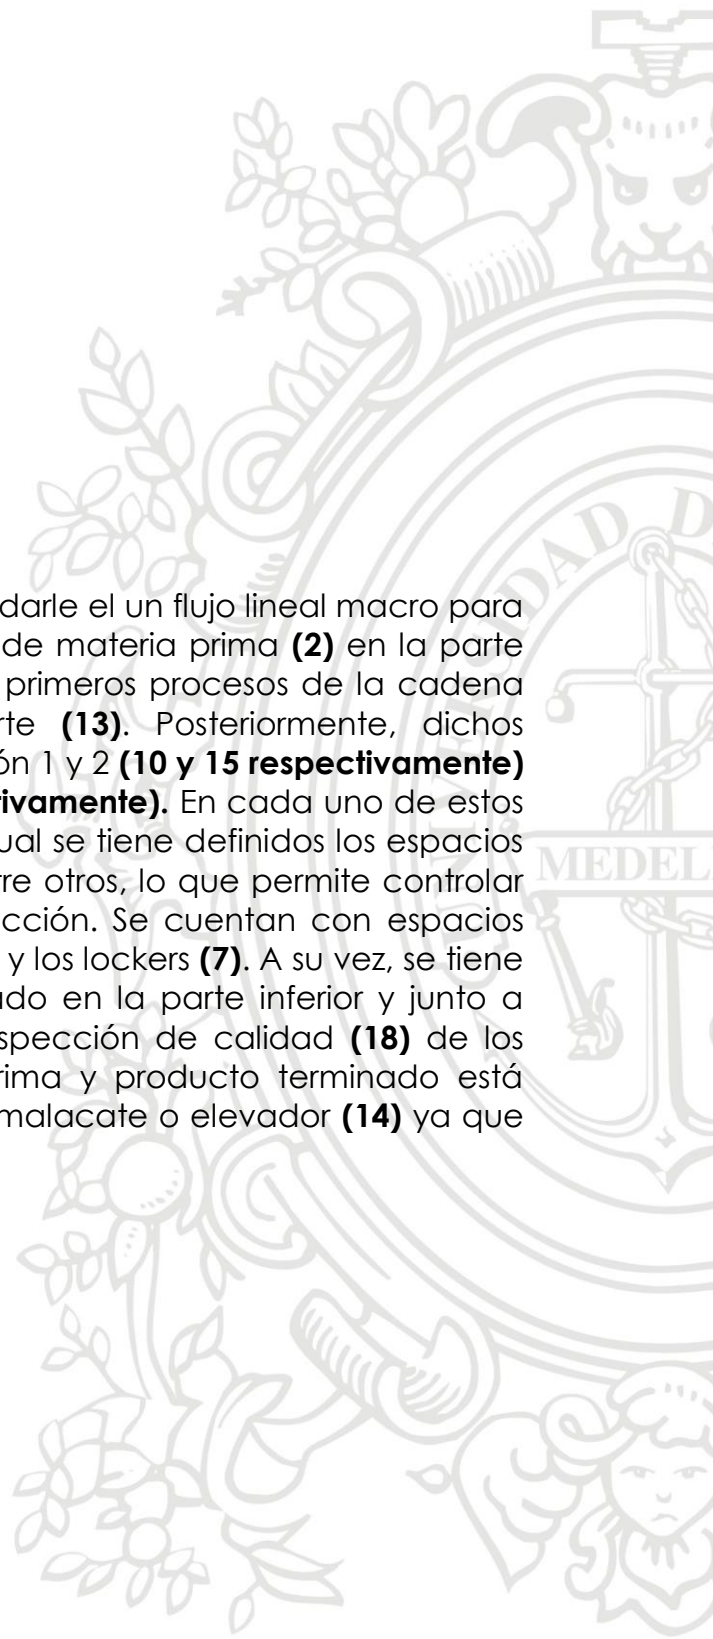 UNIVERSIDAD D
MEDEL
darle el un flujo lineal macro para
de materia prima (2) en la parte
primeros procesos de la cadena
rte (13). Posteriormente, dichos
ón 1 y 2 (10 y 15 respectivamente)
tivamente). En cada uno de estos
ual se tiene definidos los espacios
tre otros, lo que permite controlar
cción. Se cuentan con espacios
y los lockers (7). A su vez, se tiene
ado en la parte inferior y junto a
spección de calidad (18) de los
rima y producto terminado está
malacate o elevador (14) ya que